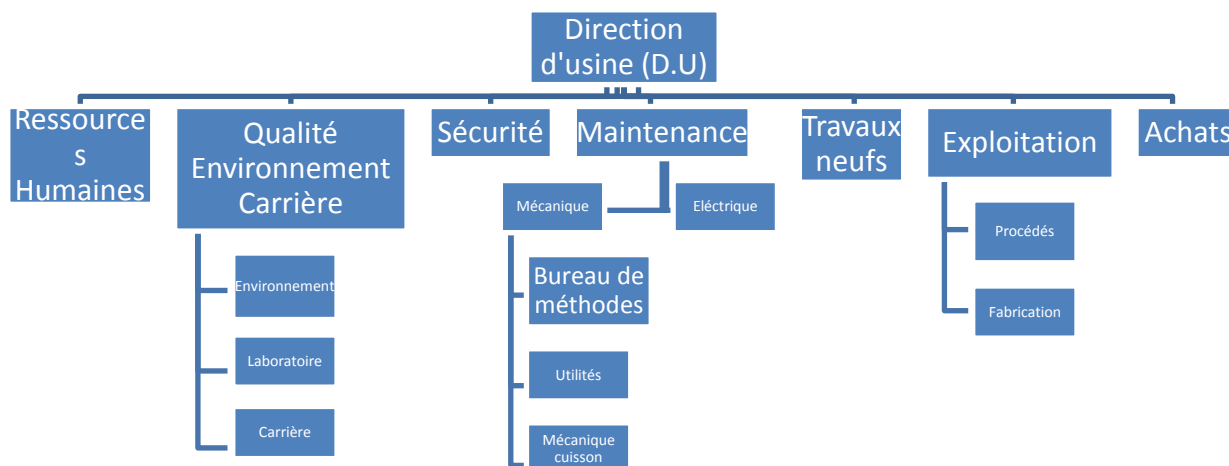 Direction
d'usine (D.U)
Ressource
s
Humaines
Qualité
Environnement
Carrière
Sécurité
Maintenance
Travaux
neufs
Exploitation
Achats
Environnement
Laboratoire
Carrière
Mécanique
Eléctrique
Bureau de
méthodes
Utilités
Mécanique
cuisson
Procédés
Fabrication